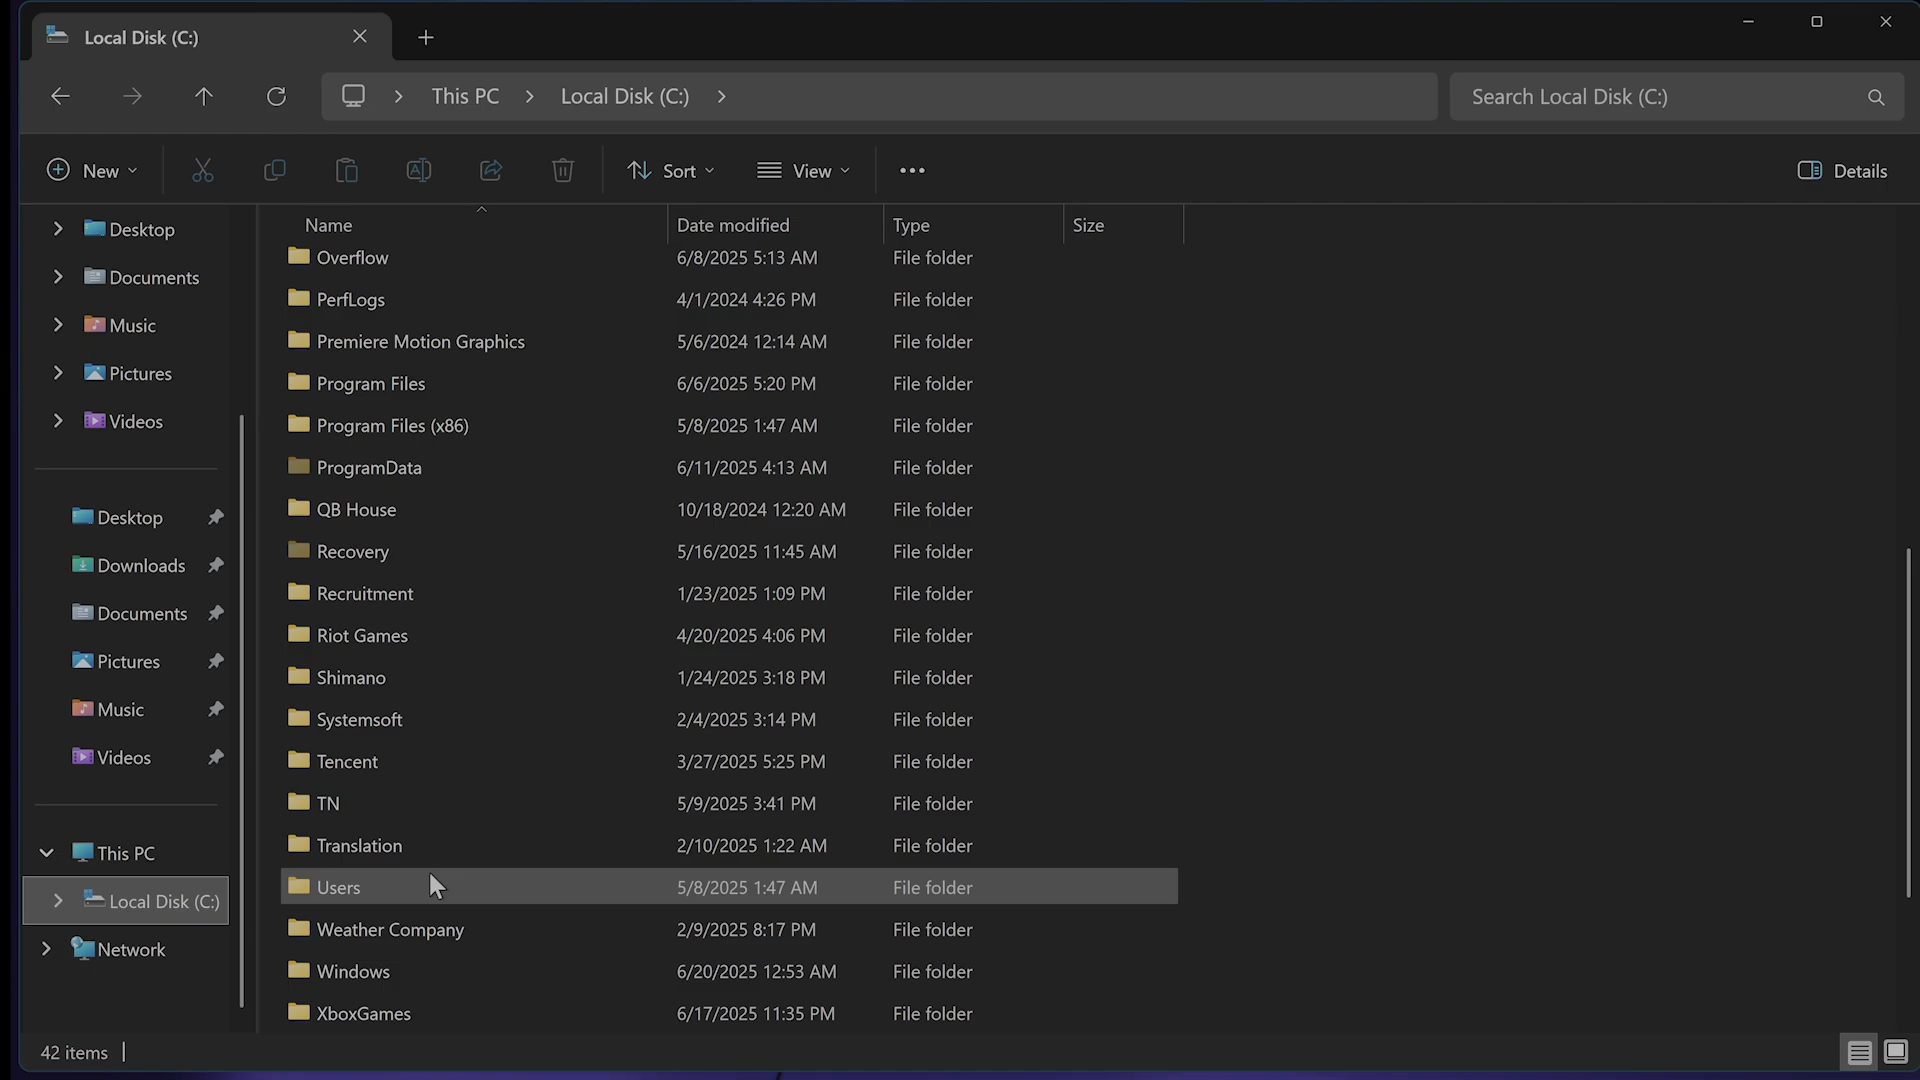 Local Disk (C:)
This PC Local Disk (C:) Search Local Disk (C:)
New Sort View Details
Name Date modified Type Size
Desktop
Documents
Music
Pictures
Videos
Desktop
Downloads
Documents
Pictures
Music
Videos
This PC
Local Disk (C:)
Network
Overflow 6/8/2025 5:13 AM File folder
PerfLogs 4/1/2024 4:26 PM File folder
Premiere Motion Graphics 5/6/2024 12:14 AM File folder
Program Files 6/6/2025 5:20 PM File folder
Program Files (x86) 5/8/2025 1:47 AM File folder
ProgramData 6/11/2025 4:13 AM File folder
QB House 10/18/2024 12:20 AM File folder
Recovery 5/16/2025 11:45 AM File folder
Recruitment 1/23/2025 1:09 PM File folder
Riot Games 4/20/2025 4:06 PM File folder
Shimano 1/24/2025 3:18 PM File folder
Systemsoft 2/4/2025 3:14 PM File folder
Tencent 3/27/2025 5:25 PM File folder
TN 5/9/2025 3:41 PM File folder
Translation 2/10/2025 1:22 AM File folder
Users 5/8/2025 1:47 AM File folder
Weather Company 2/9/2025 8:17 PM File folder
Windows 6/20/2025 12:53 AM File folder
XboxGames 6/17/2025 11:35 PM File folder
42 items